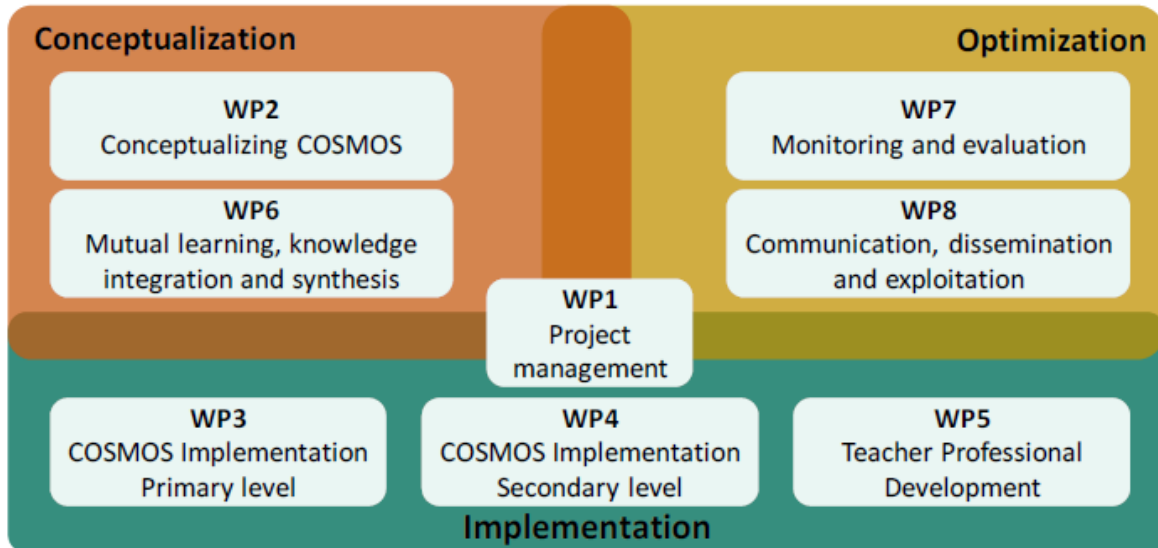 Conceptualization
Optimization
WP2
Conceptualizing COSMOS
WP7
Monitoring and evaluation
WP6
Mutual learning, knowledge
integration and synthesis
WP8
Communication, dissemination
and exploitation
WP1
Project
management
WP3
COSMOS Implementation
Primary level
WP4
COSMOS Implementation
Secondary level
WP5
Teacher Professional
Development
Implementation